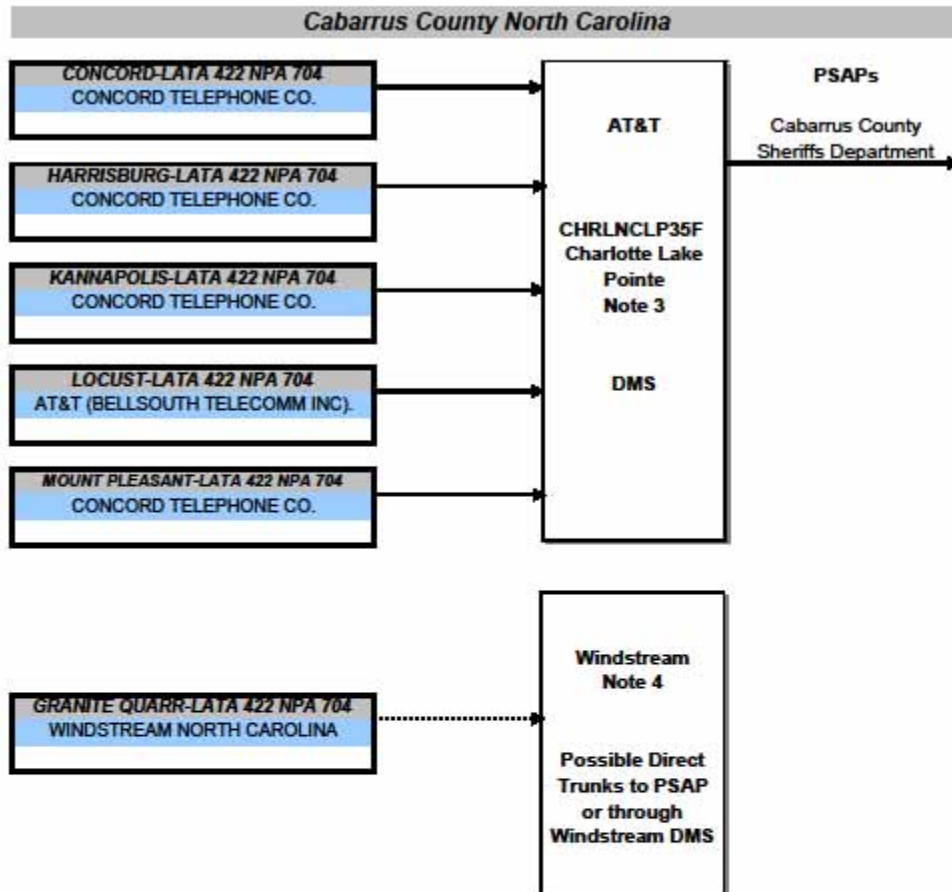 Cabarrus County North Carolina
CONCORD-LATA 422 NPA 704
CONCORD TELEPHONE CO.
HARRISBURG-LATA 422 NPA 704
CONCORD TELEPHONE CO.
KANNAPOLIS-LATA 422 NPA 704
CONCORD TELEPHONE CO.
LOCUST-LATA 422 NPA 704
AT&T (BELLSOUTH TELECOMM INC).
MOUNT PLEASANT-LATA 422 NPA 704
CONCORD TELEPHONE CO.
AT&T
CHRLNCLP35F
Charlotte Lake
Pointe
Note 3
DMS
PSAPs
Cabarrus County
Sheriffs Department
GRANITE QUARR-LATA 422 NPA 704
WINDSTREAM NORTH CAROLINA
Windstream
Note 4
Possible Direct
Trunks to PSAP
or through
Windstream DMS